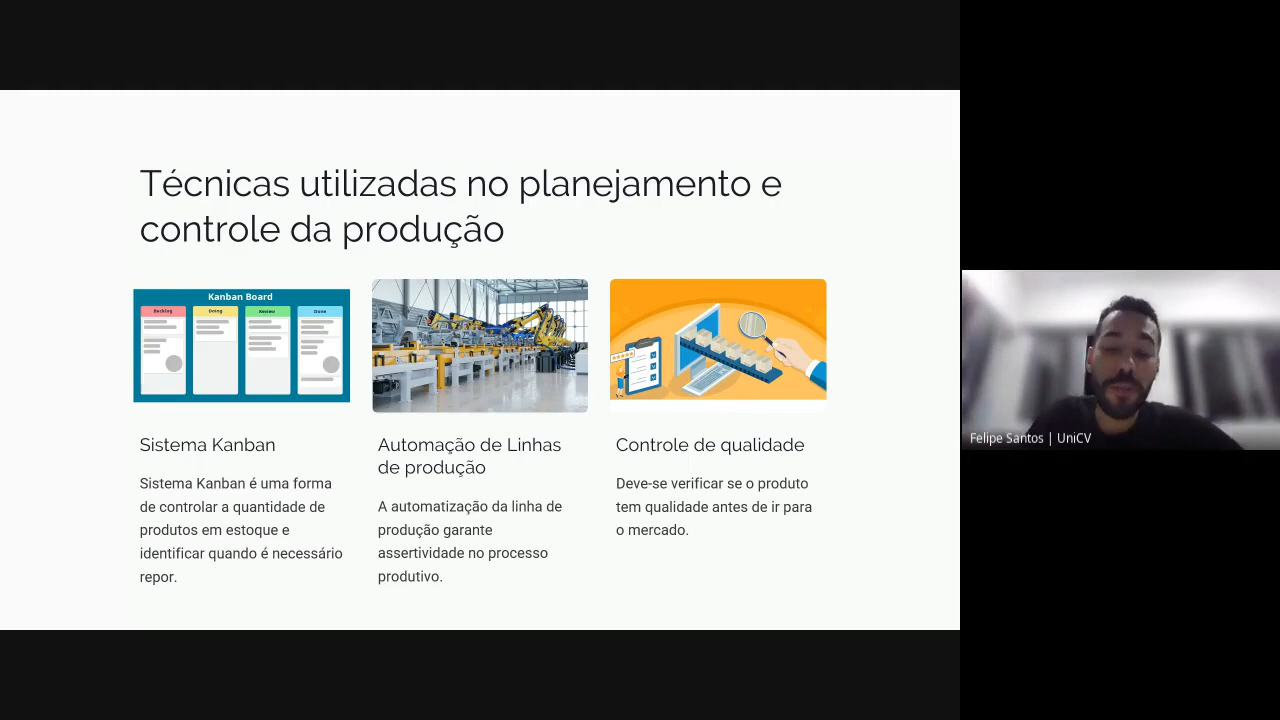 Técnicas utilizadas no planejamento e
controle da produção
Kanban Board
Backlog
Doing
Review
Done
Sistema Kanban
Sistema Kanban é uma forma
de controlar a quantidade de
produtos em estoque e
identificar quando é necessário
repor.
Automação de Linhas
de produção
A automatização da linha de
produção garante
assertividade no processo
produtivo.
Controle de qualidade
Deve-se verificar se o produto
tem qualidade antes de ir para
o mercado.
Felipe Santos | UniCV